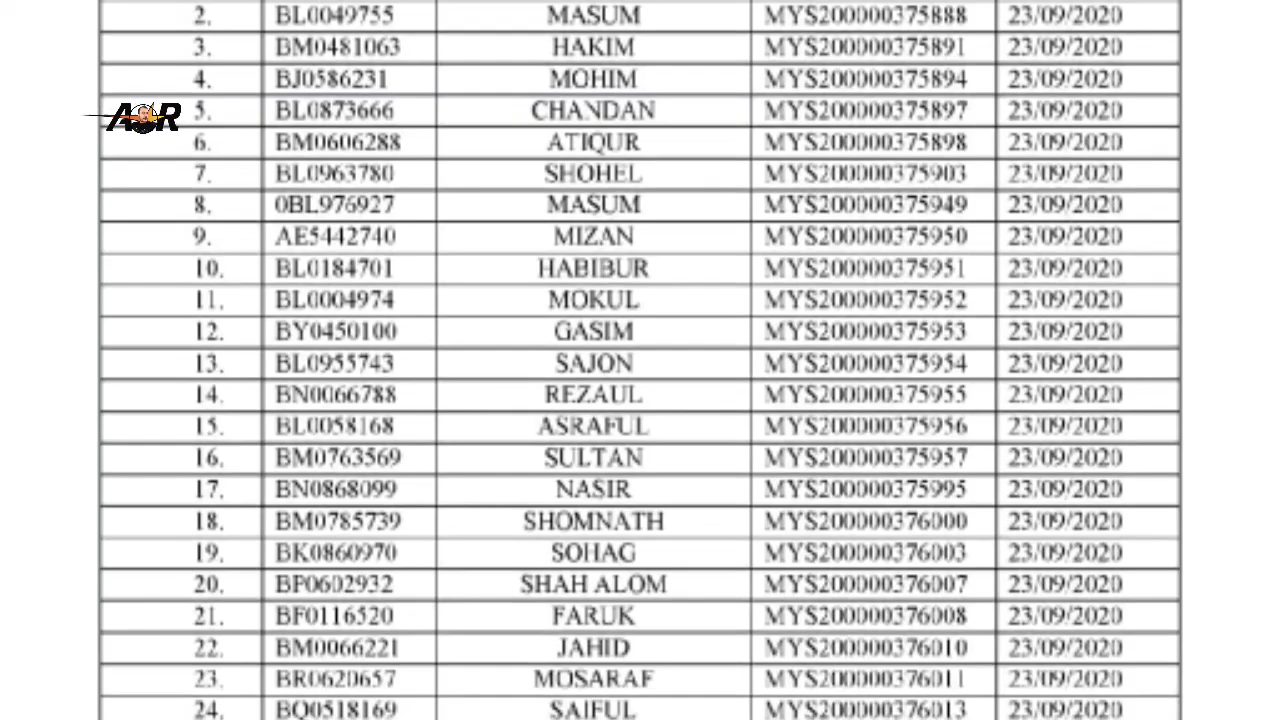 2. BL0049755 MASUM MYS200000375888 23/09/2020
3. BM0481063 HAKIM MYS200000375891 23/09/2020
4. BJ0586231 MOHIM MYS200000375894 23/09/2020
AOR
5. BL0873666 CHANDAN MYS200000375897 23/09/2020
6. BM0606288 ATIQUR MYS200000375898 23/09/2020
7. BL0963780 SHOHEL MYS200000375903 23/09/2020
8. 0BL976927 MASUM MYS200000375949 23/09/2020
9. AE5442740 MIZAN MYS200000375950 23/09/2020
10. BL0184701 HABIBUR MYS200000375951 23/09/2020
11. BL0004974 MOKUL MYS200000375952 23/09/2020
12. BY0450100 GASIM MYS200000375953 23/09/2020
13. BL0955743 SAJON MYS200000375954 23/09/2020
14. BN0066788 REZAUL MYS200000375955 23/09/2020
15. BL0058168 ASRAFUL MYS200000375956 23/09/2020
16. BM0763569 SULTAN MYS200000375957 23/09/2020
17. BN0868099 NASIR MYS200000375995 23/09/2020
18. BM0785739 SHOMNATH MYS200000376000 23/09/2020
19. BK0860970 SOHAG MYS200000376003 23/09/2020
20. BP0602932 SHAH ALOM MYS200000376007 23/09/2020
21. BF0116520 FARUK MYS200000376008 23/09/2020
22. BM0066221 JAHID MYS200000376010 23/09/2020
23. BR0620657 MOSARAF MYS200000376011 23/09/2020
24. BQ0518169 SAIFUL MYS200000376013 23/09/2020